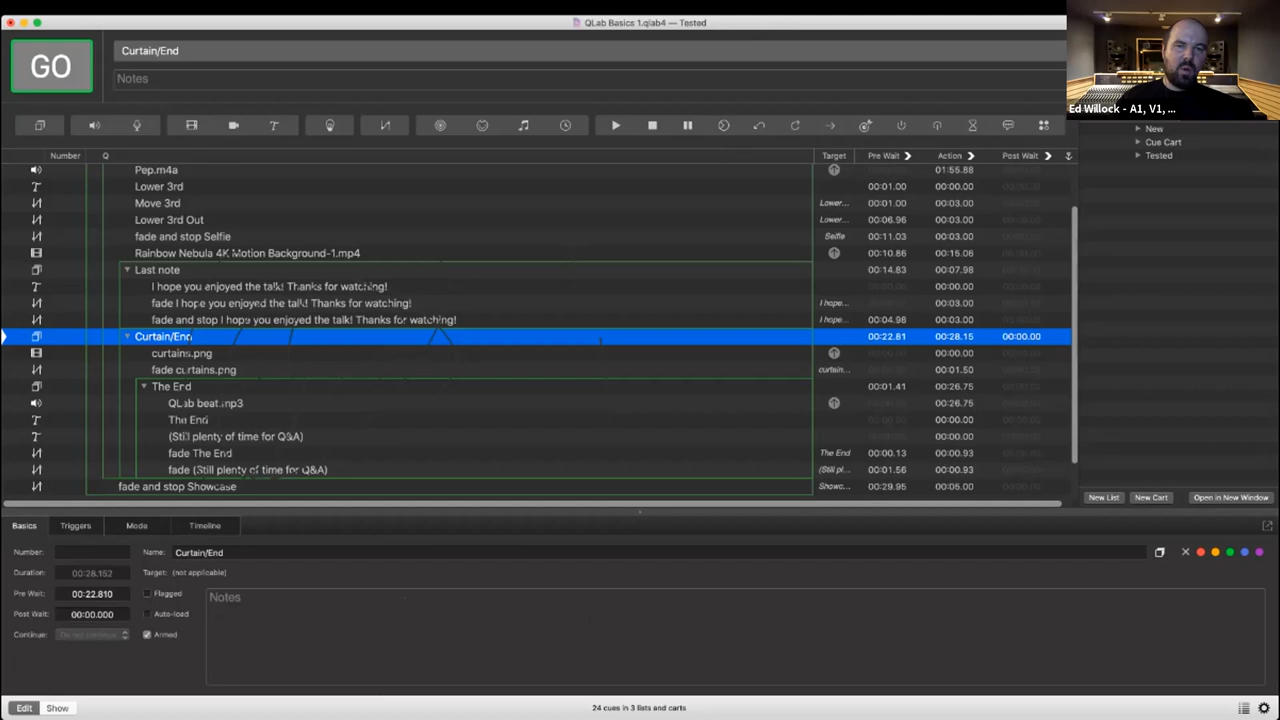 QLab Basics 1.qlab4 — Tested
GO
Curtain/End
Notes
Ed Willock - A1, V1, ...
New
Cue Cart
Tested
Number Q Target Pre Wait Action Post Wait
Pep.m4a 01:55.88
Lower 3rd 00:01.00 00:00.00
Move 3rd Lower... 00:01.00 00:03.00
Lower 3rd Out Lower... 00:06.96 00:03.00
fade and stop Selfie Selfie 00:11.03 00:03.00
Rainbow Nebula 4K Motion Background-1.mp4 00:10.86 00:15.06
Last note 00:14.83 00:07.98
I hope you enjoyed the talk! Thanks for watching! 00:00.00 00:00.00
fade I hope you enjoyed the talk! Thanks for watching! I hope... 00:03.00
fade and stop I hope you enjoyed the talk! Thanks for watching! I hope... 00:04.98 00:03.00
Curtain/End 00:22.81 00:28.15 00:00.00
curtains.png 00:00.00
fade curtains.png curtain... 00:01.50
The End 00:01.41 00:26.75
QLab beat.mp3 00:26.75
The End 00:00.00
(Still plenty of time for Q&A) 00:00.00
fade The End The End 00:00.13 00:00.93
fade (Still plenty of time for Q&A) (Still pl... 00:01.56 00:00.93
fade and stop Showcase Showc... 00:29.95 00:05.00
New List New Cart Open in New Window
Basics Triggers Mode Timeline
Number: Name: Curtain/End
Duration: 00:28.152 Target: (not applicable)
Pre Wait: 00:22.810 Flagged Notes
Post Wait: 00:00.000 Auto-load
Continue: Do not continue Armed
Edit Show 24 cues in 3 lists and carts